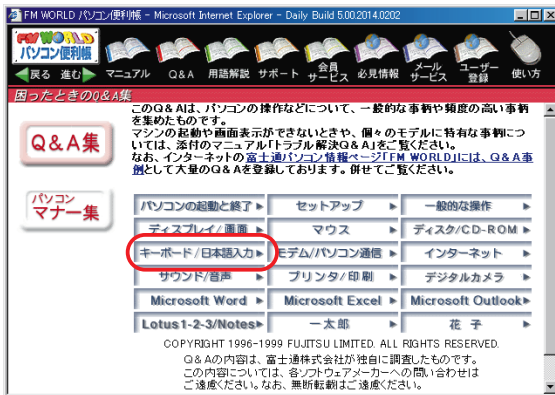 FM WORLD パソコン便利帳 - Microsoft Internet Explorer - Daily Build 5.00.2014.0202
FM WORLD
パソコン便利帳
戻る 進む マニュアル Q&A 用語解説 サポート 会員サービス 必見情報 メールサービス ユーザー登録 使い方
困ったときのQ&A集
このQ&Aは、パソコンの操作などについて、一般的な事柄や頻度の高い事柄
を集めたものです。
マシンの起動や画面表示ができないときや、個々のモデルに特有な事柄につ
いては、添付のマニュアル「トラブル解決Q&A」をご覧ください。
なお、インターネットの富士通パソコン情報ページ「FM WORLD」には、Q&A事
例として大量のQ&Aを登録しております。併せてご覧ください。
Q&A集
パソコン
マナー集
パソコンの起動と終了 セットアップ 一般的な操作
ディスプレイ/画面 マウス ディスク/CD-ROM
キーボード/日本語入力 モデム/パソコン通信 インターネット
サウンド/音声 プリンタ/印刷 デジタルカメラ
Microsoft Word Microsoft Excel Microsoft Outlook
Lotus1-2-3/Notes 一太郎 花子
COPYRIGHT 1996-1999 FUJITSU LIMITED. ALL RIGHTS RESERVED.
Q&Aの内容は、富士通株式会社が独自に調査したものです。
この内容については、各ソフトウェアメーカーへの問い合わせは
ご遠慮ください。なお、無断転載はご遠慮ください。